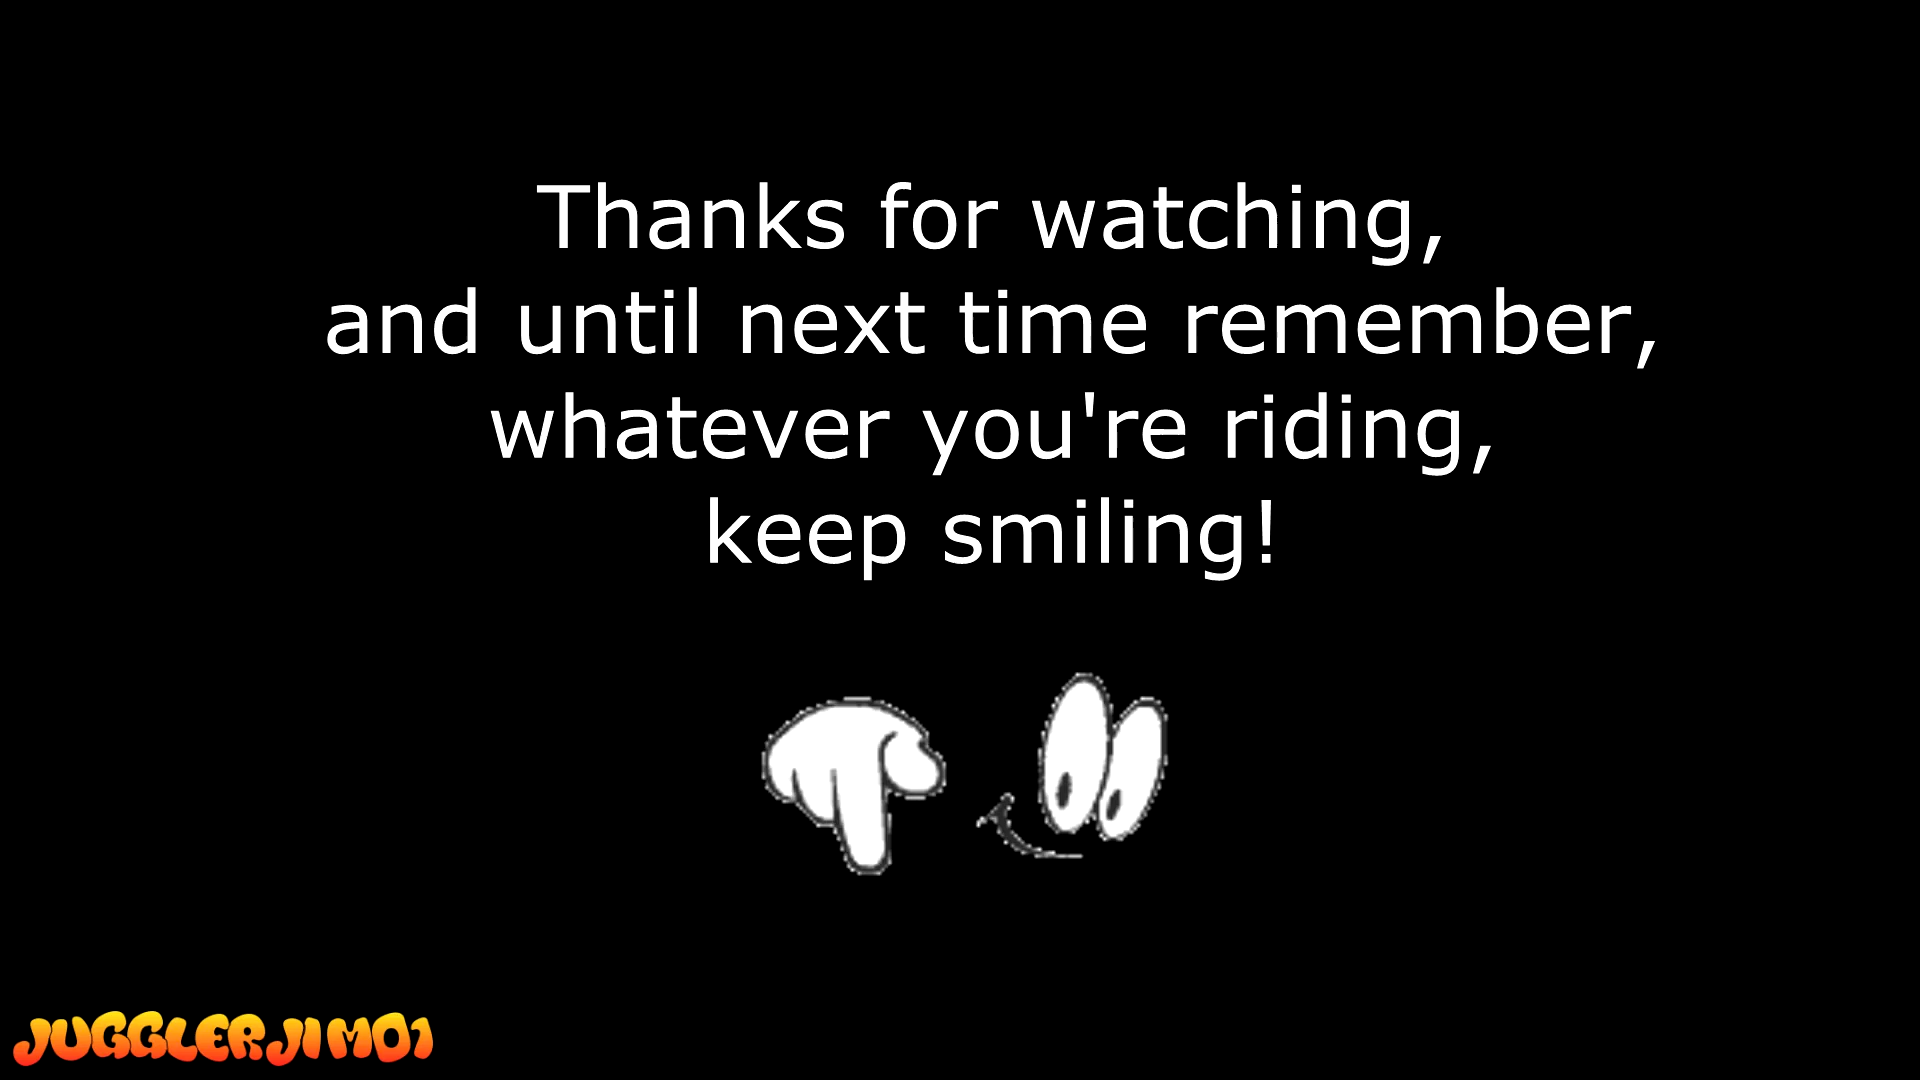 Thanks for watching,
and until next time remember,
whatever you're riding,
keep smiling!
JUGGLERJIM01